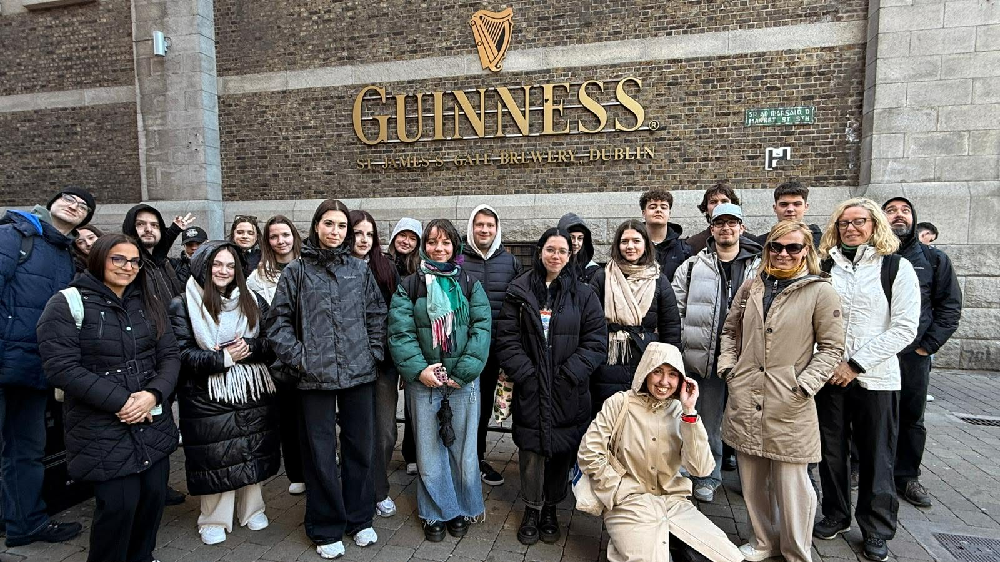 GUINNESS®
ST. JAMES'S GATE BREWERY, DUBLIN
MARKET ST. STH